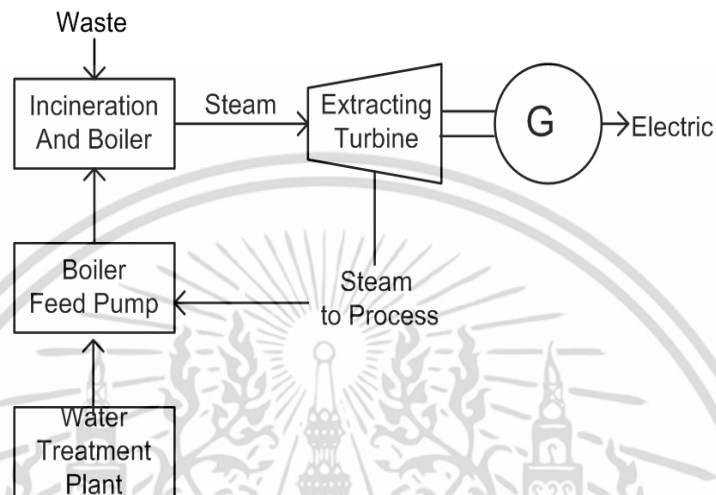 Waste
Incineration
And Boiler
Steam
Extracting
Turbine
G
Electric
Boiler
Feed Pump
Steam
to Process
Water
Treatment
Plant